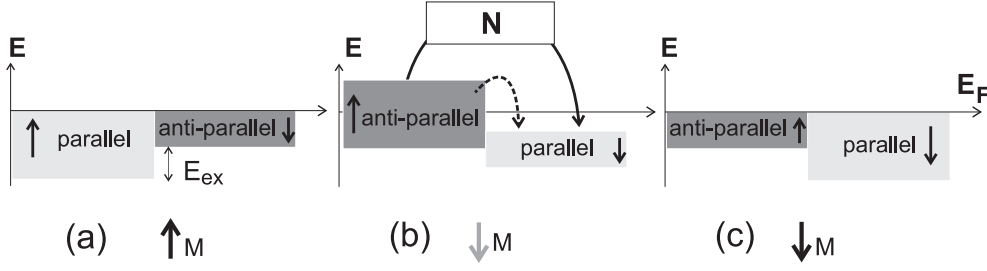 N
E
E
E
E_F
parallel
anti-parallel
E_ex
anti-parallel
parallel
anti-parallel
parallel
(a)
M
(b)
M
(c)
M